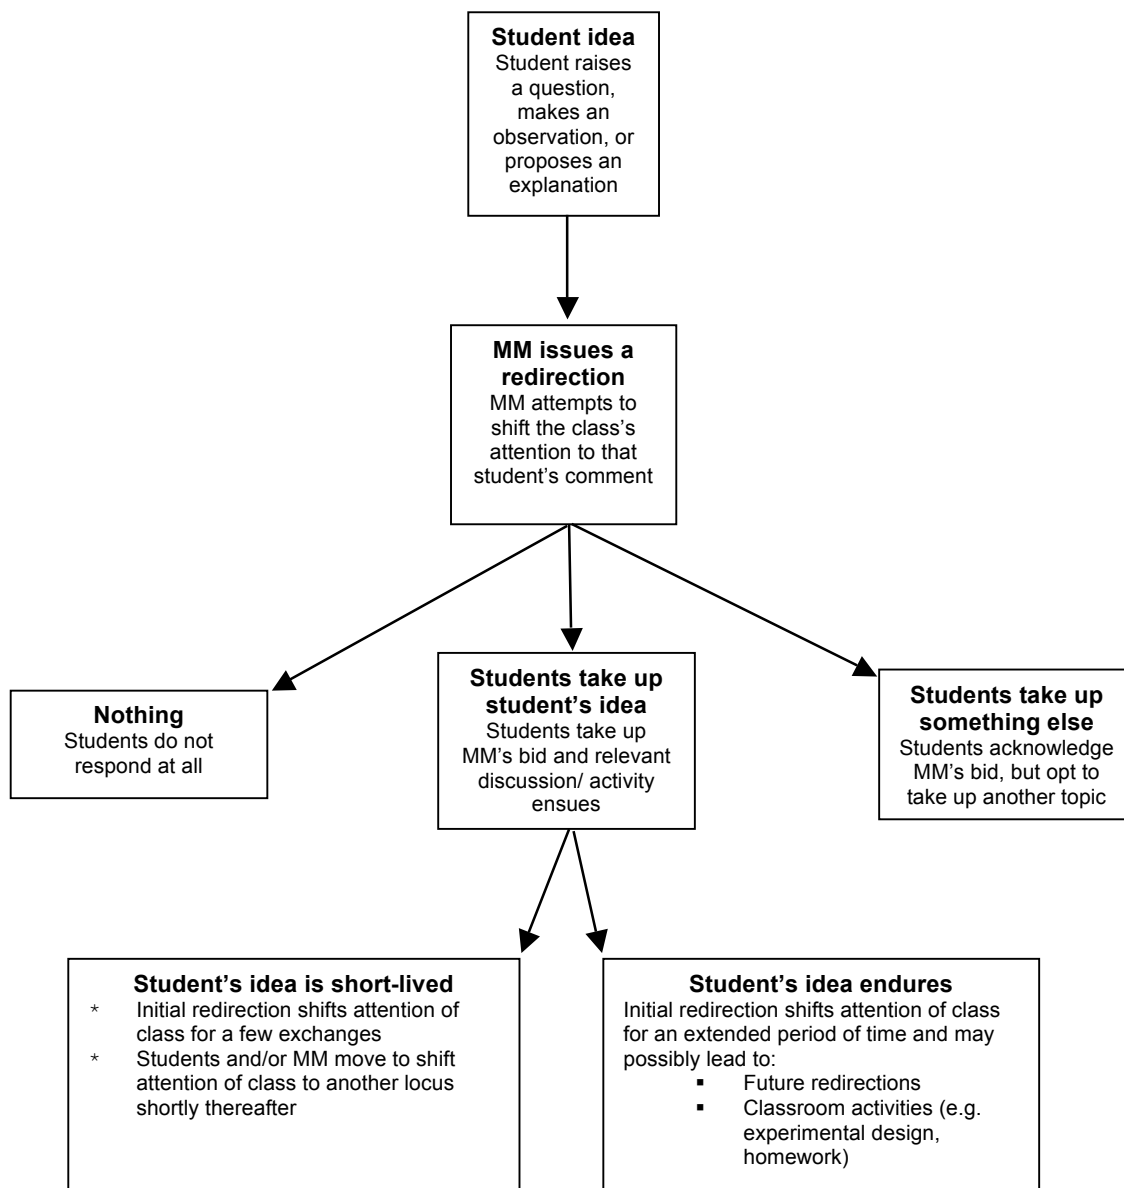 Student idea
Student raises
a question,
makes an
observation, or
proposes an
explanation
MM issues a
redirection
MM attempts to
shift the class’s
attention to that
student’s comment
Nothing
Students do not
respond at all
Students take up
student’s idea
Students take up
MM’s bid and relevant
discussion/ activity
ensues
Students take up
something else
Students acknowledge
MM’s bid, but opt to
take up another topic
Student’s idea is short-lived
* Initial redirection shifts attention of
class for a few exchanges
* Students and/or MM move to shift
attention of class to another locus
shortly thereafter
Student’s idea endures
Initial redirection shifts attention of class
for an extended period of time and may
possibly lead to:
▪ Future redirections
▪ Classroom activities (e.g.
experimental design,
homework)